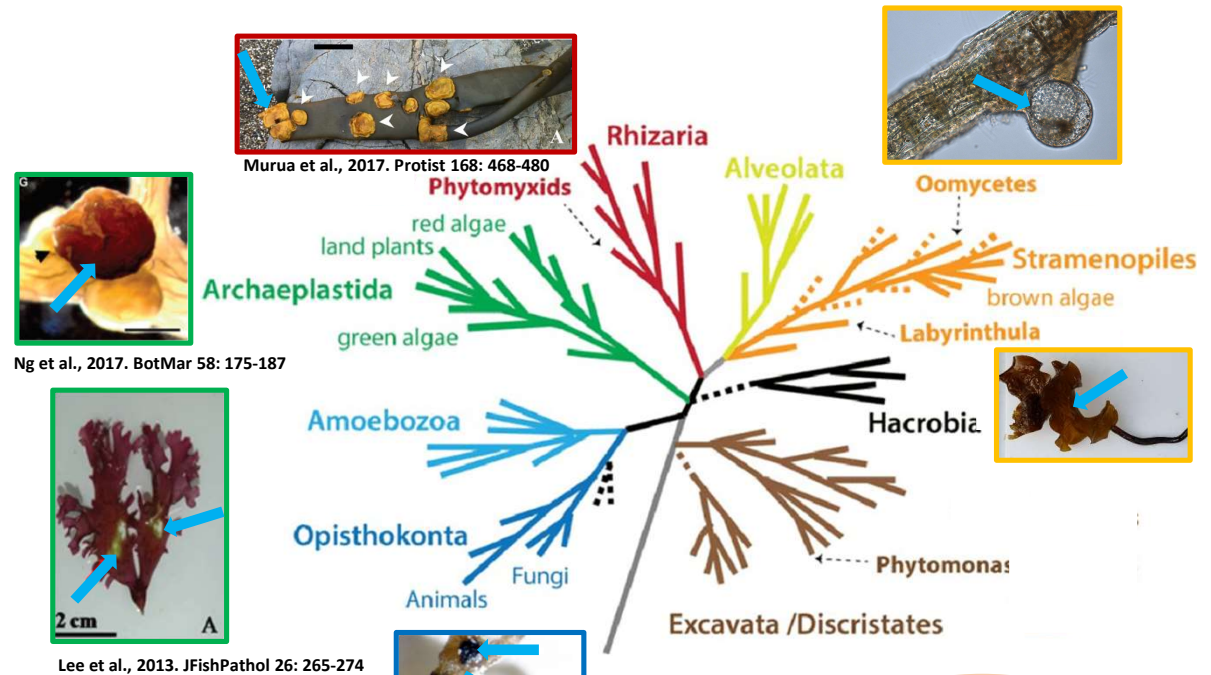 A
Murua et al., 2017. Protist 168: 468-480
G
Ng et al., 2017. BotMar 58: 175-187
2 cm
A
Lee et al., 2013. JFishPathol 26: 265-274
Rhizaria
Phytomyxids
Alveolata
Oomycetes
red algae
land plants
Archaeplastida
green algae
Stramenopiles
brown algae
Labyrinthula
Amoebozoa
Hacrobia
Opisthokonta
Fungi
Animals
Phytomonas
Excavata /Discristates